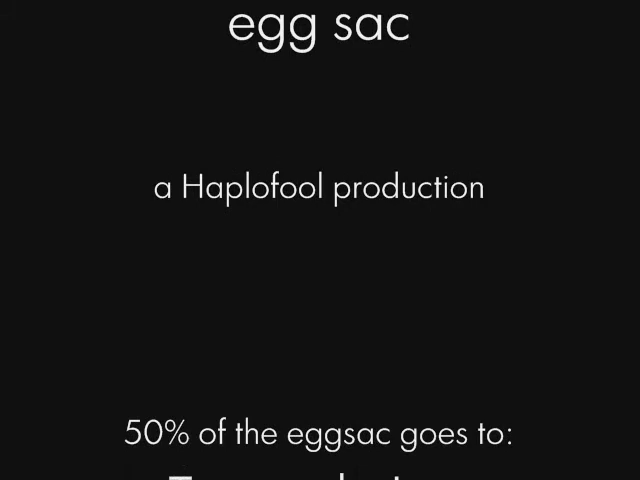 egg sac
a Haplofool production
50% of the eggsac goes to: